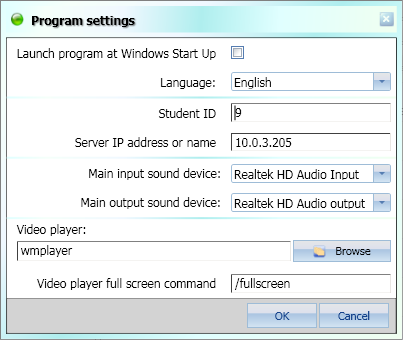 Program settings
Launch program at Windows Start Up
Language: English
Student ID 9
Server IP address or name 10.0.3.205
Main input sound device: Realtek HD Audio Input
Main output sound device: Realtek HD Audio output
Video player:
wmplayer Browse
Video player full screen command /fullscreen
OK Cancel